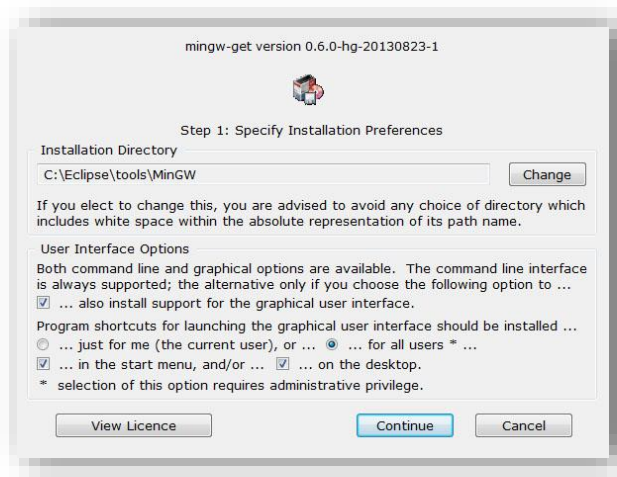 mingw-get version 0.6.0-hg-20130823-1
Step 1: Specify Installation Preferences
Installation Directory
C:\Eclipse\tools\MinGW
Change
If you elect to change this, you are advised to avoid any choice of directory which
includes white space within the absolute representation of its path name.
User Interface Options
Both command line and graphical options are available. The command line interface
is always supported; the alternative only if you choose the following option to ...
... also install support for the graphical user interface.
Program shortcuts for launching the graphical user interface should be installed ...
... just for me (the current user), or ... ... for all users * ...
... in the start menu, and/or ... ... on the desktop.
* selection of this option requires administrative privilege.
View Licence
Continue
Cancel